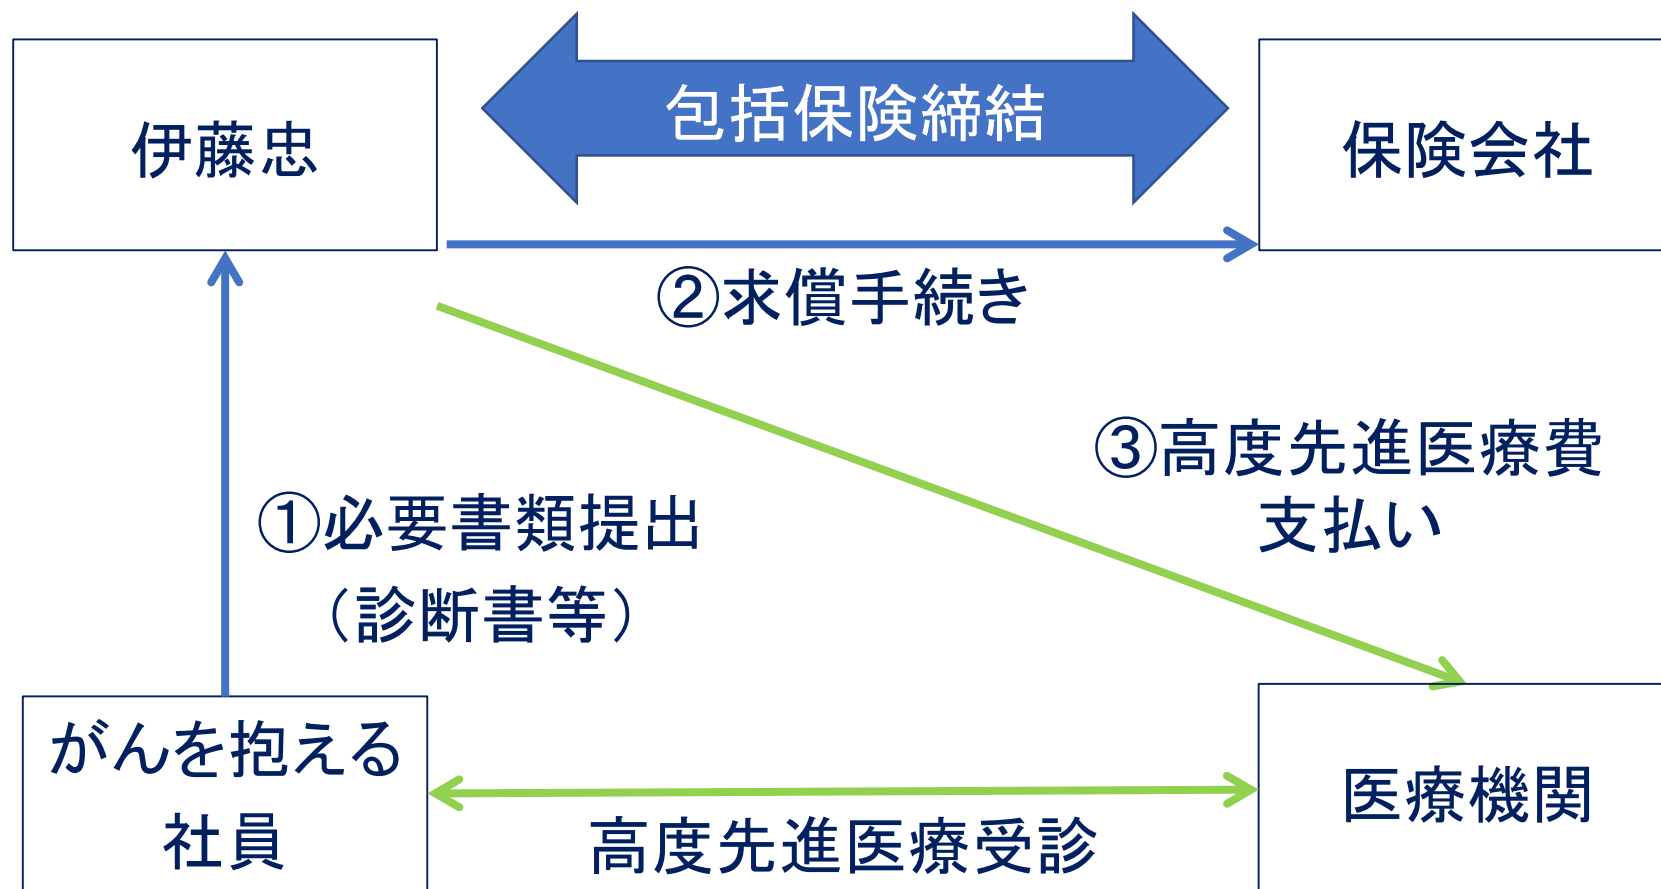 包括保険締結
伊藤忠
保険会社
②求償手続き
③高度先進医療費
支払い
①必要書類提出
（診断書等）
がんを抱える
社員
医療機関
高度先進医療受診